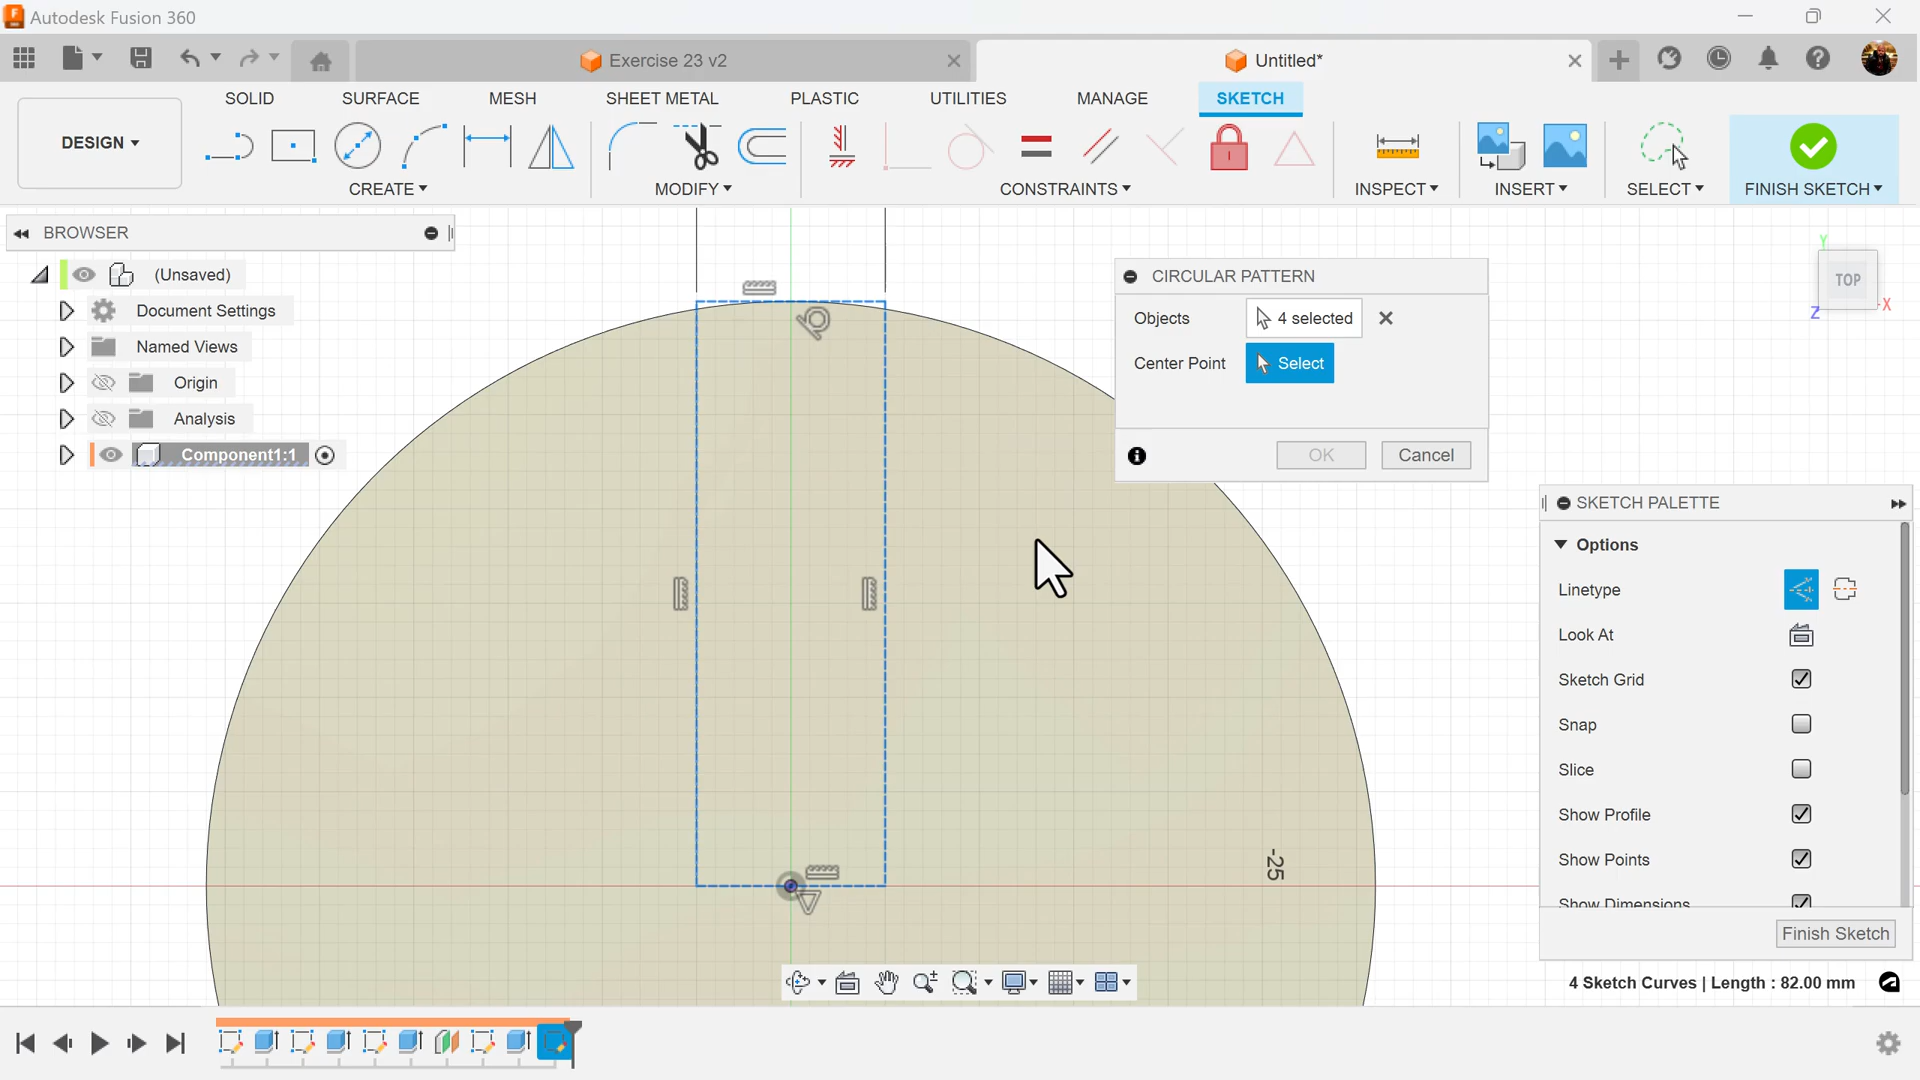 Autodesk Fusion 360
Exercise 23 v2
Untitled*
DESIGN
SOLID
SURFACE
MESH
SHEET METAL
PLASTIC
UTILITIES
MANAGE
SKETCH
CREATE
MODIFY
CONSTRAINTS
INSPECT
INSERT
SELECT
FINISH SKETCH
BROWSER
(Unsaved)
Document Settings
Named Views
Origin
Analysis
Component1:1
TOP
Y
X
Z
CIRCULAR PATTERN
Objects 4 selected
Center Point Select
OK Cancel
SKETCH PALETTE
Options
Linetype
Look At
Sketch Grid
Snap
Slice
Show Profile
Show Points
Show Dimensions
Finish Sketch
-25
4 Sketch Curves | Length : 82.00 mm